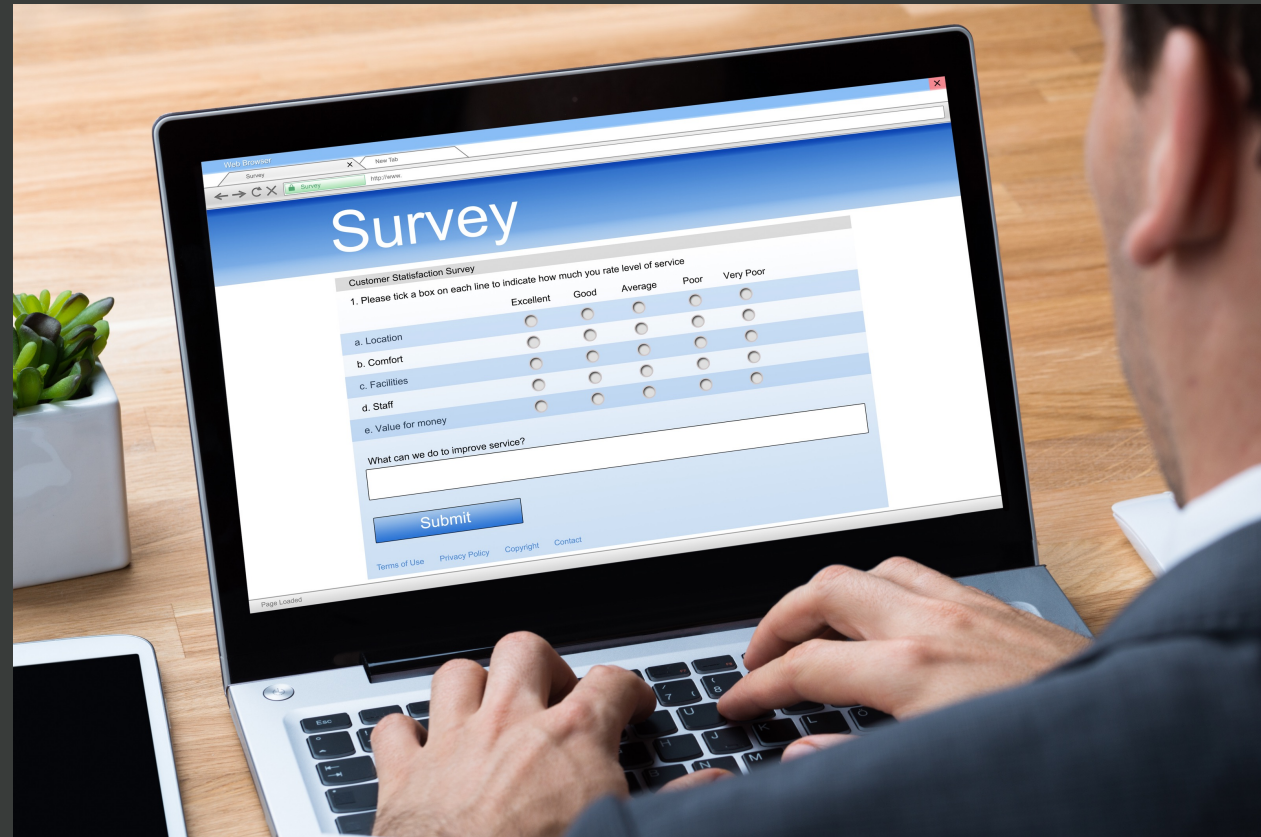 Web Browser
Survey × New Tab
Survey http://www.
Survey
Customer Statisfaction Survey
1. Please tick a box on each line to indicate how much you rate level of service
Excellent Good Average Poor Very Poor
a. Location
b. Comfort
c. Facilities
d. Staff
e. Value for money
What can we do to improve service?
Submit
Terms of Use Privacy Policy Copyright Contact
Page Loaded
Esc
7 8
U
H J K L
B N M